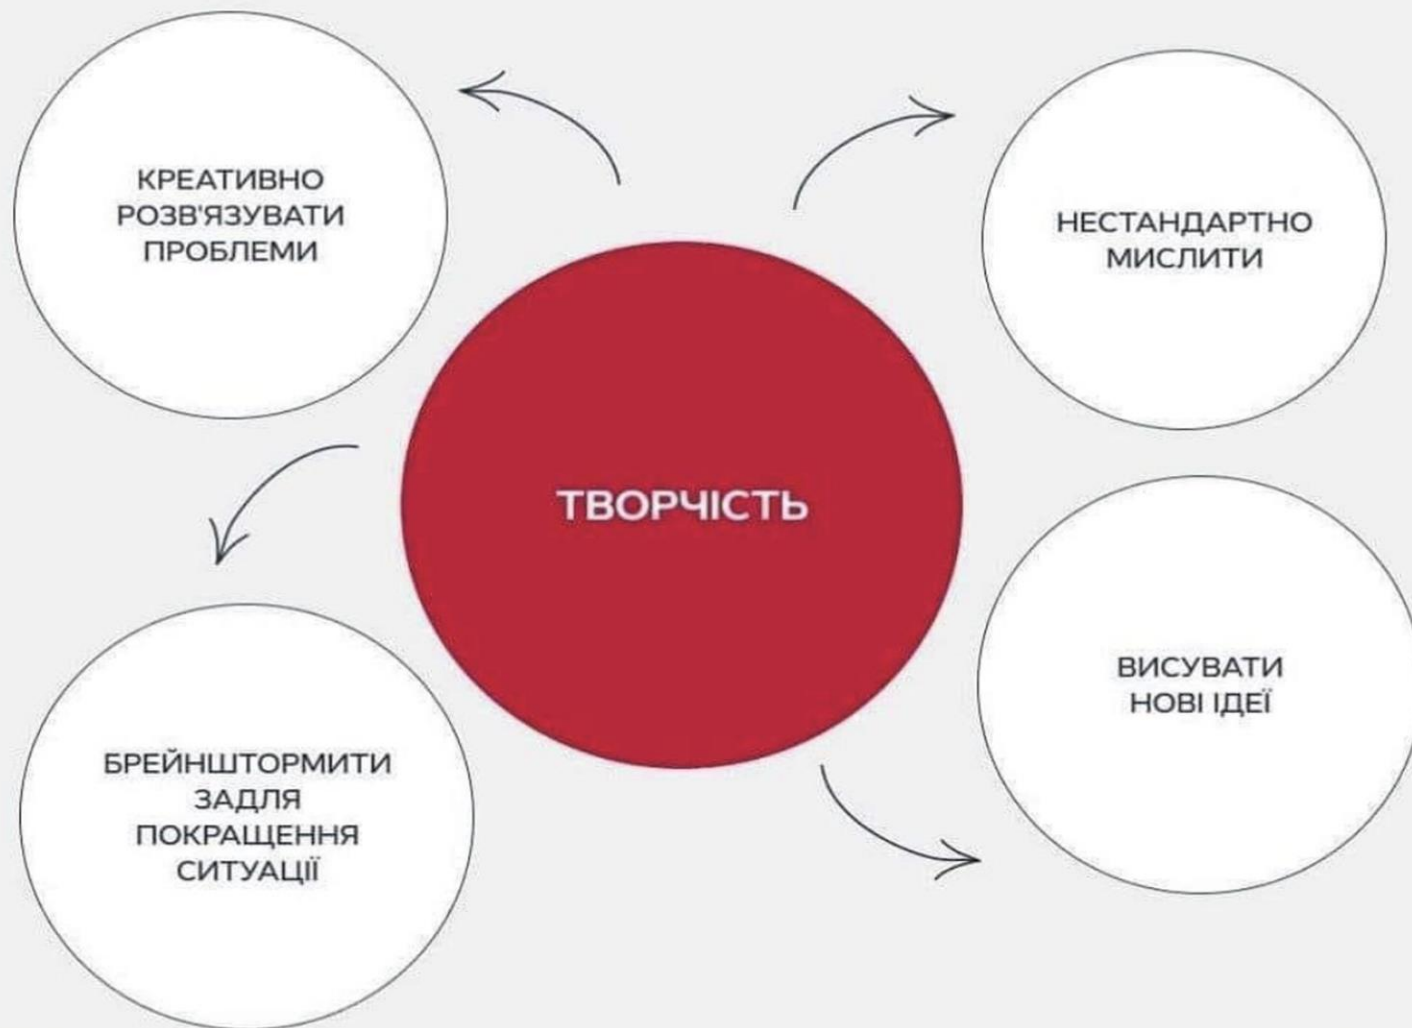 КРЕАТИВНО
РОЗВ'ЯЗУВАТИ
ПРОБЛЕМИ
НЕСТАНДАРТНО
МИСЛИТИ
ТВОРЧІСТЬ
БРЕЙНШТОРМИТИ
ЗАДЛЯ
ПОКРАЩЕННЯ
СИТУАЦІЇ
ВИСУВАТИ
НОВІ ІДЕЇ